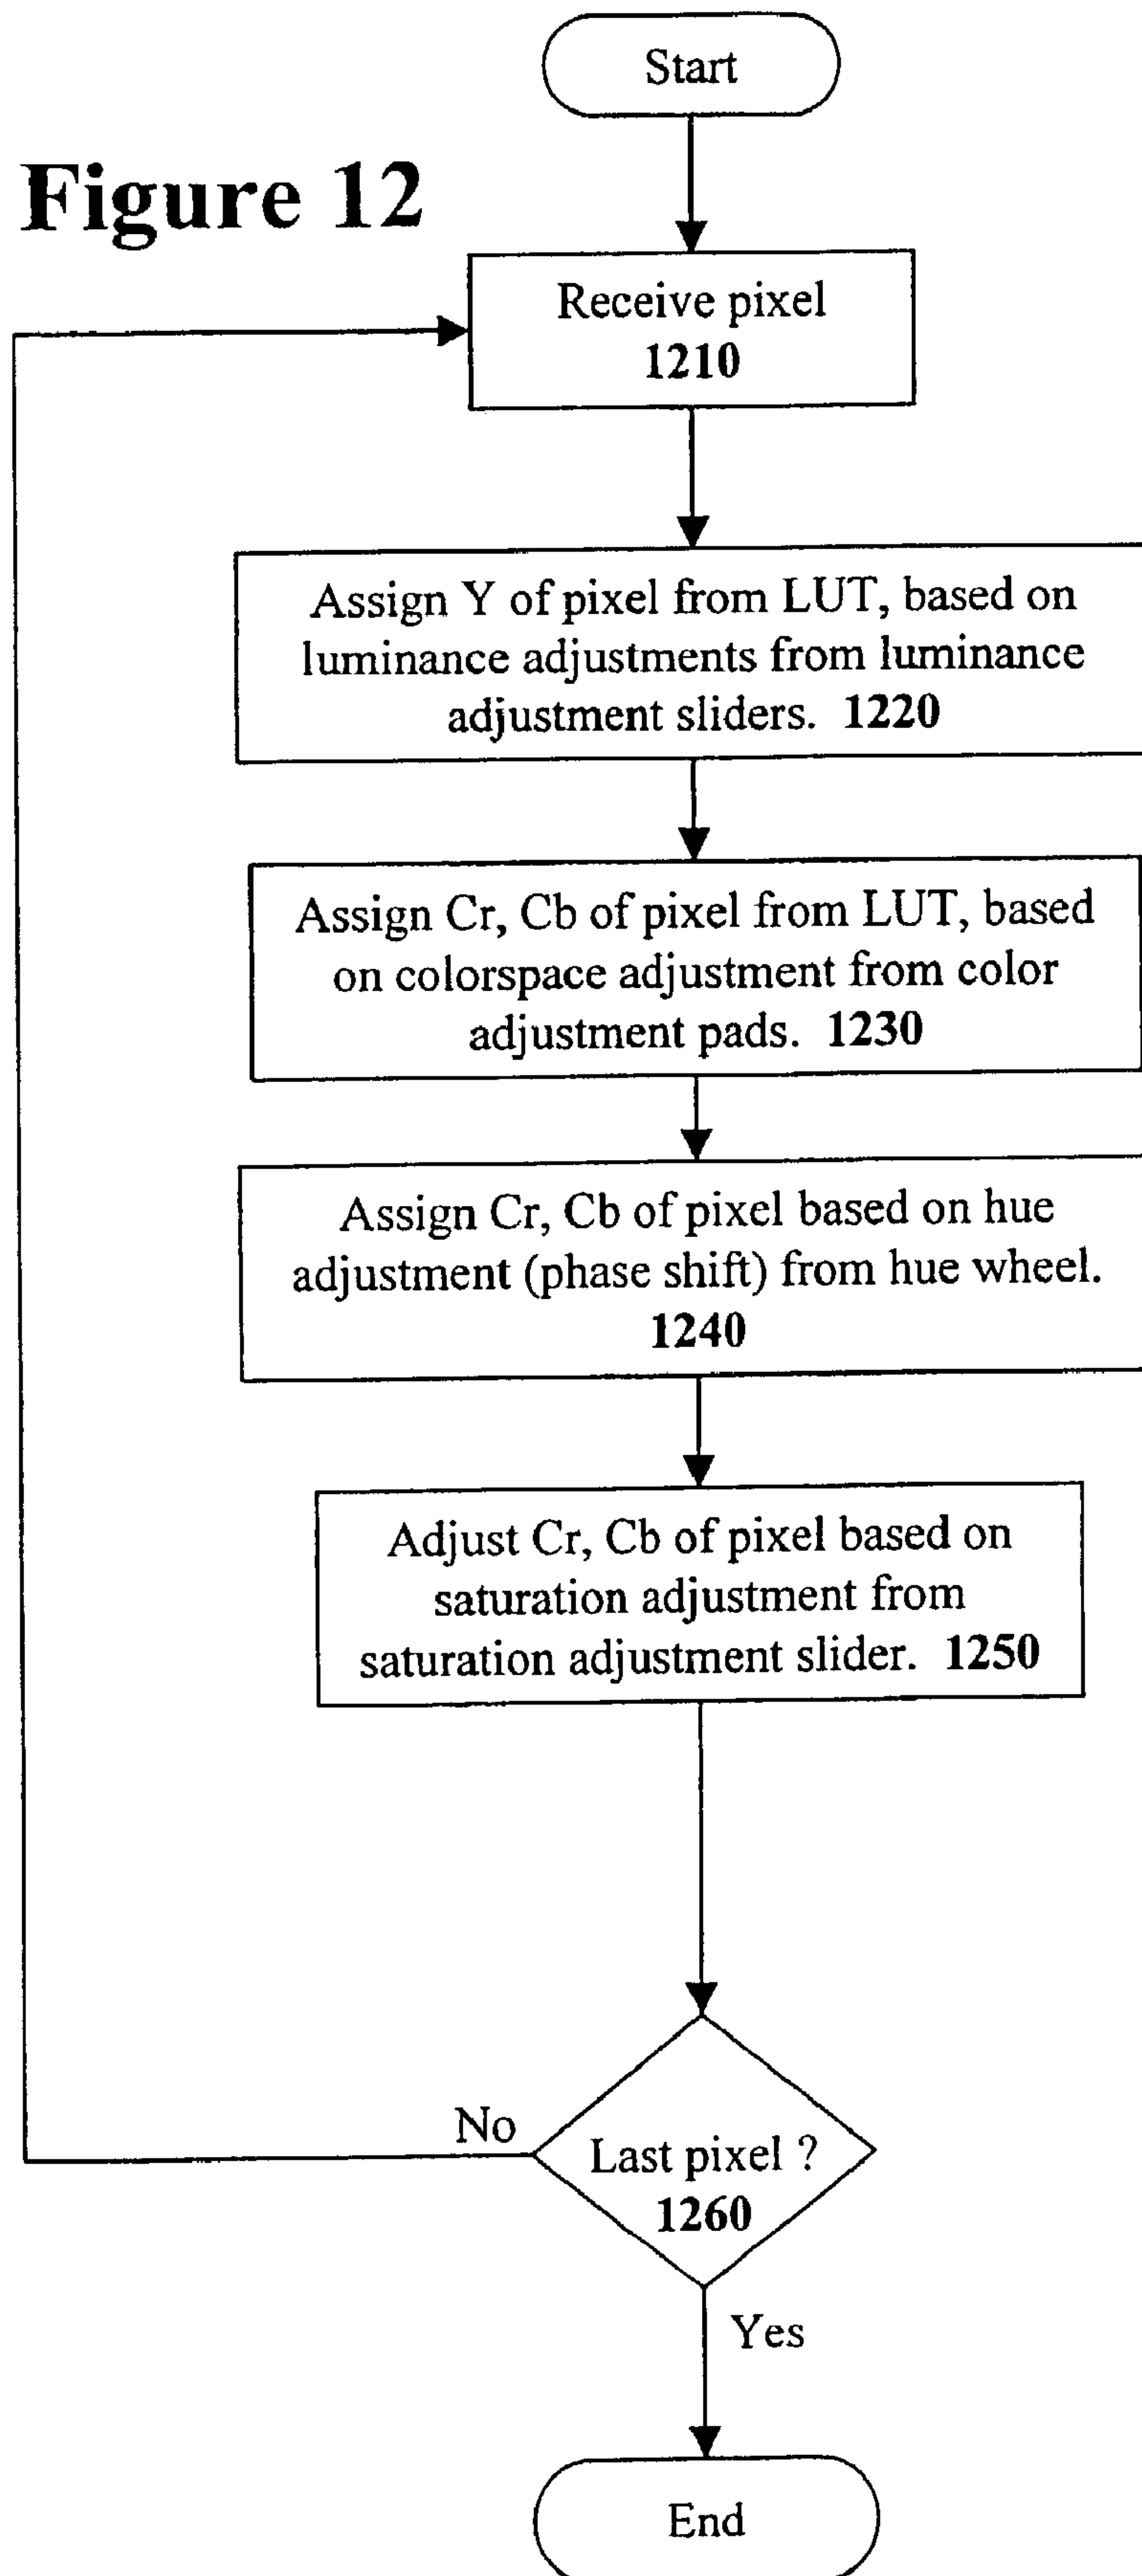 Start
Figure 12
Receive pixel
1210
Assign Y of pixel from LUT, based on
luminance adjustments from luminance
adjustment sliders. 1220
Assign Cr, Cb of pixel from LUT, based
on colorspace adjustment from color
adjustment pads. 1230
Assign Cr, Cb of pixel based on hue
adjustment (phase shift) from hue wheel.
1240
Adjust Cr, Cb of pixel based on
saturation adjustment from
saturation adjustment slider. 1250
No
Last pixel ?
1260
Yes
End